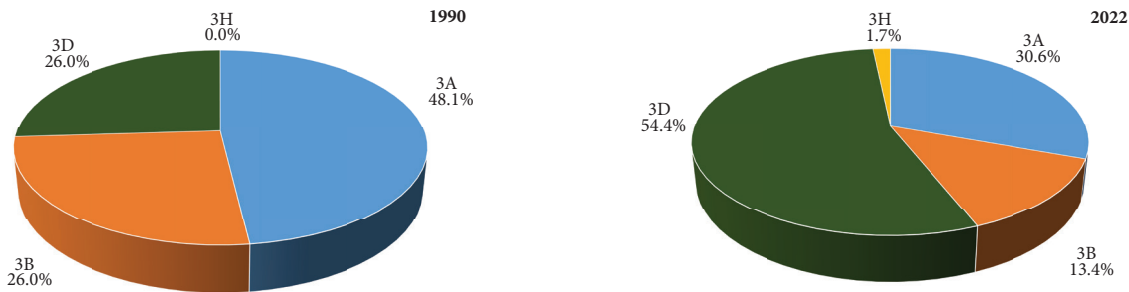 1990
3H
0.0%
3D
26.0%
3A
48.1%
3B
26.0%
2022
3H
1.7%
3A
30.6%
3D
54.4%
3B
13.4%